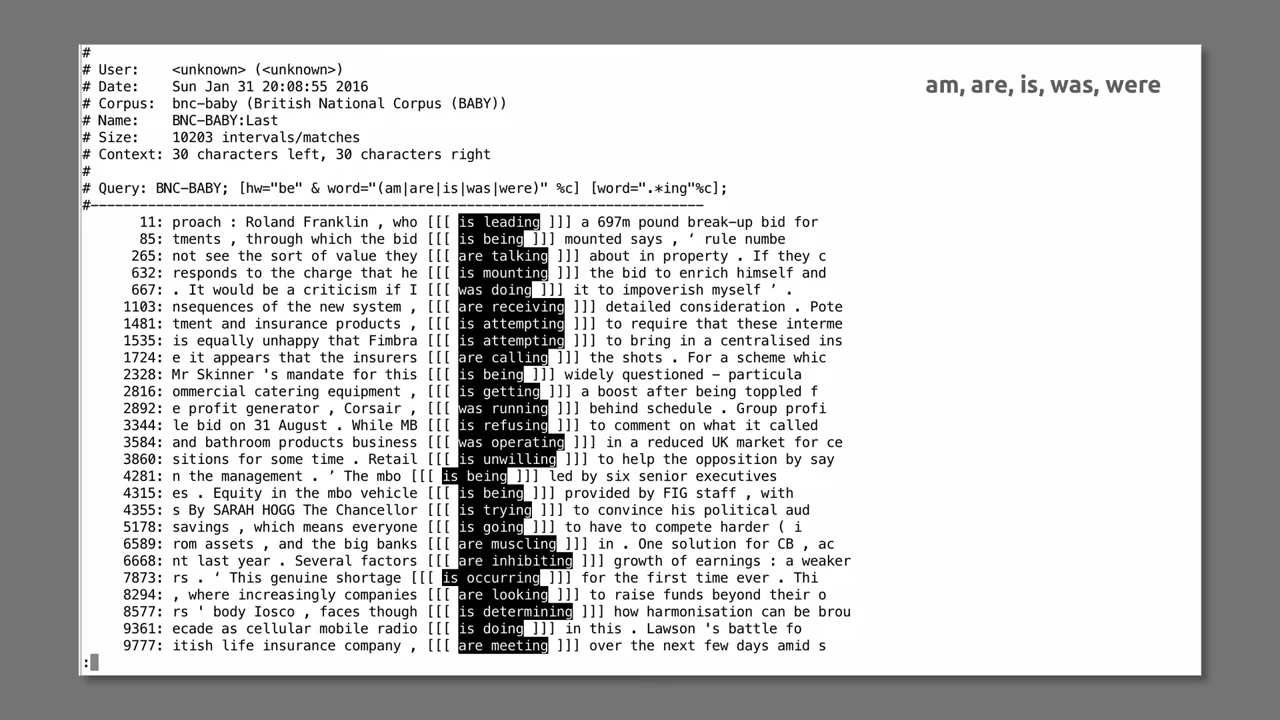 #
# User:    <unknown> (<unknown>)
# Date:    Sun Jan 31 20:08:55 2016
# Corpus:  bnc-baby (British National Corpus (BABY))
# Name:    BNC-BABY:Last
# Size:    10203 intervals/matches
# Context: 30 characters left, 30 characters right
#
# Query: BNC-BABY; [hw="be" & word="(am|are|is|was|were)" %c] [word=".*ing"%c];
#---------------------------------------------------------------------------
am, are, is, was, were
11: proach : Roland Franklin , who [[[ is leading ]]] a 697m pound break-up bid for
85: tments , through which the bid [[[ is being ]]] mounted says , ‘ rule numbe
265: not see the sort of value they [[[ are talking ]]] about in property . If they c
632: responds to the charge that he [[[ is mounting ]]] the bid to enrich himself and
667: . It would be a criticism if I [[[ was doing ]]] it to impoverish myself ’ .
1103: nsequences of the new system , [[[ are receiving ]]] detailed consideration . Pote
1481: tment and insurance products , [[[ is attempting ]]] to require that these interme
1535: is equally unhappy that Fimbra [[[ is attempting ]]] to bring in a centralised ins
1724: e it appears that the insurers [[[ are calling ]]] the shots . For a scheme whic
2328: Mr Skinner 's mandate for this [[[ is being ]]] widely questioned – particula
2816: ommercial catering equipment , [[[ is getting ]]] a boost after being toppled f
2892: e profit generator , Corsair , [[[ was running ]]] behind schedule . Group profi
3344: le bid on 31 August . While MB [[[ is refusing ]]] to comment on what it called
3584: and bathroom products business [[[ was operating ]]] in a reduced UK market for ce
3860: sitions for some time . Retail [[[ is unwilling ]]] to help the opposition by say
4281: n the management . ’ The mbo [[[ is being ]]] led by six senior executives
4315: es . Equity in the mbo vehicle [[[ is being ]]] provided by FIG staff , with
4355: s By SARAH HOGG The Chancellor [[[ is trying ]]] to convince his political aud
5178: savings , which means everyone [[[ is going ]]] to have to compete harder ( i
6589: rom assets , and the big banks [[[ are muscling ]]] in . One solution for CB , ac
6668: nt last year . Several factors [[[ are inhibiting ]]] growth of earnings : a weaker
7873: rs . ‘ This genuine shortage [[[ is occurring ]]] for the first time ever . Thi
8294: , where increasingly companies [[[ are looking ]]] to raise funds beyond their o
8577: rs ' body Iosco , faces though [[[ is determining ]]] how harmonisation can be brou
9361: ecade as cellular mobile radio [[[ is doing ]]] in this . Lawson 's battle fo
9777: itish life insurance company , [[[ are meeting ]]] over the next few days amid s
: